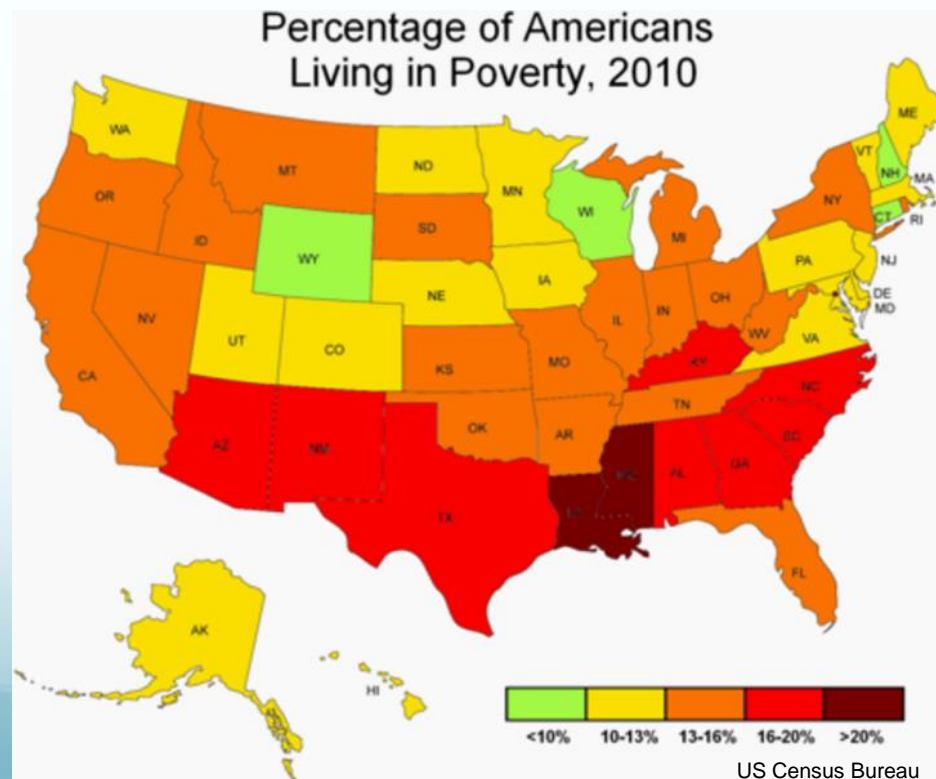 Percentage of Americans
Living in Poverty, 2010
WA
MT
ND
MN
ME
VT
NH
MA
OR
ID
SD
WI
NY
CT
RI
WY
MI
IA
PA
NJ
NE
NV
UT
CO
IL
IN
OH
DE
MD
WV
VA
CA
KS
MO
KY
NC
TN
AZ
NM
OK
AR
SC
MS
AL
GA
LA
TX
FL
AK
HI
<10% 10-13% 13-16% 16-20% >20%
US Census Bureau